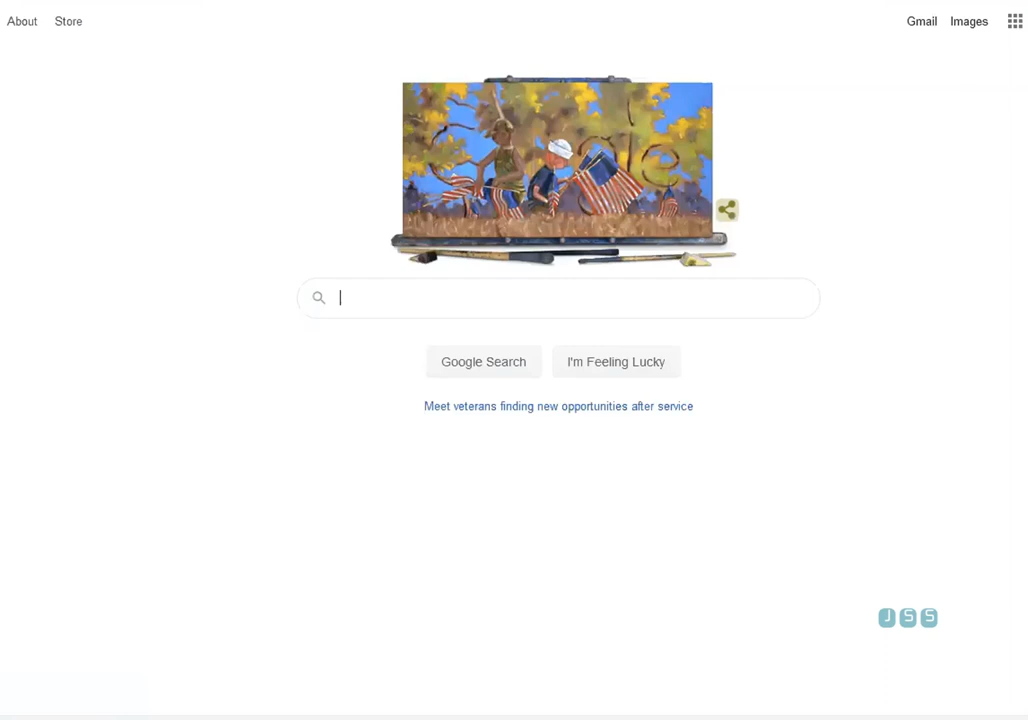 About Store Gmail Images
Google Search I'm Feeling Lucky
Meet veterans finding new opportunities after service
JSS